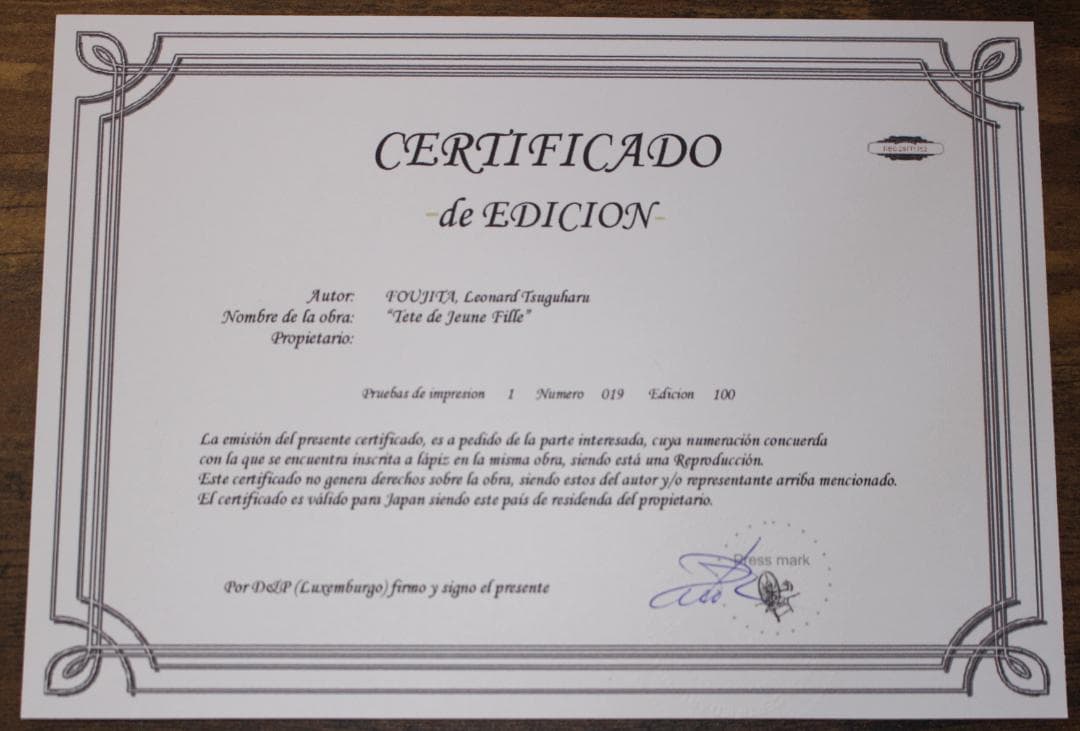 CERTIFICADO
-de EDICION-
Autor: FOUJITA, Leonard Tsuguharu
Nombre de la obra: "Tete de Jeune Fille"
Propietario:
Pruebas de impresion 1 Numero 019 Edicion 100
La emisión del presente certificado, es a pedido de la parte interesada, cuya numeración concuerda
con la que se encuentra inscrita a lápiz en la misma obra, siendo está una Reproducción.
Este certificado no genera derechos sobre la obra, siendo estos del autor y/o representante arriba mencionado.
El certificado es válido para Japan siendo este país de residenda del propietario.
Press mark
Por D&P (Luxemburgo) firmo y signo el presente